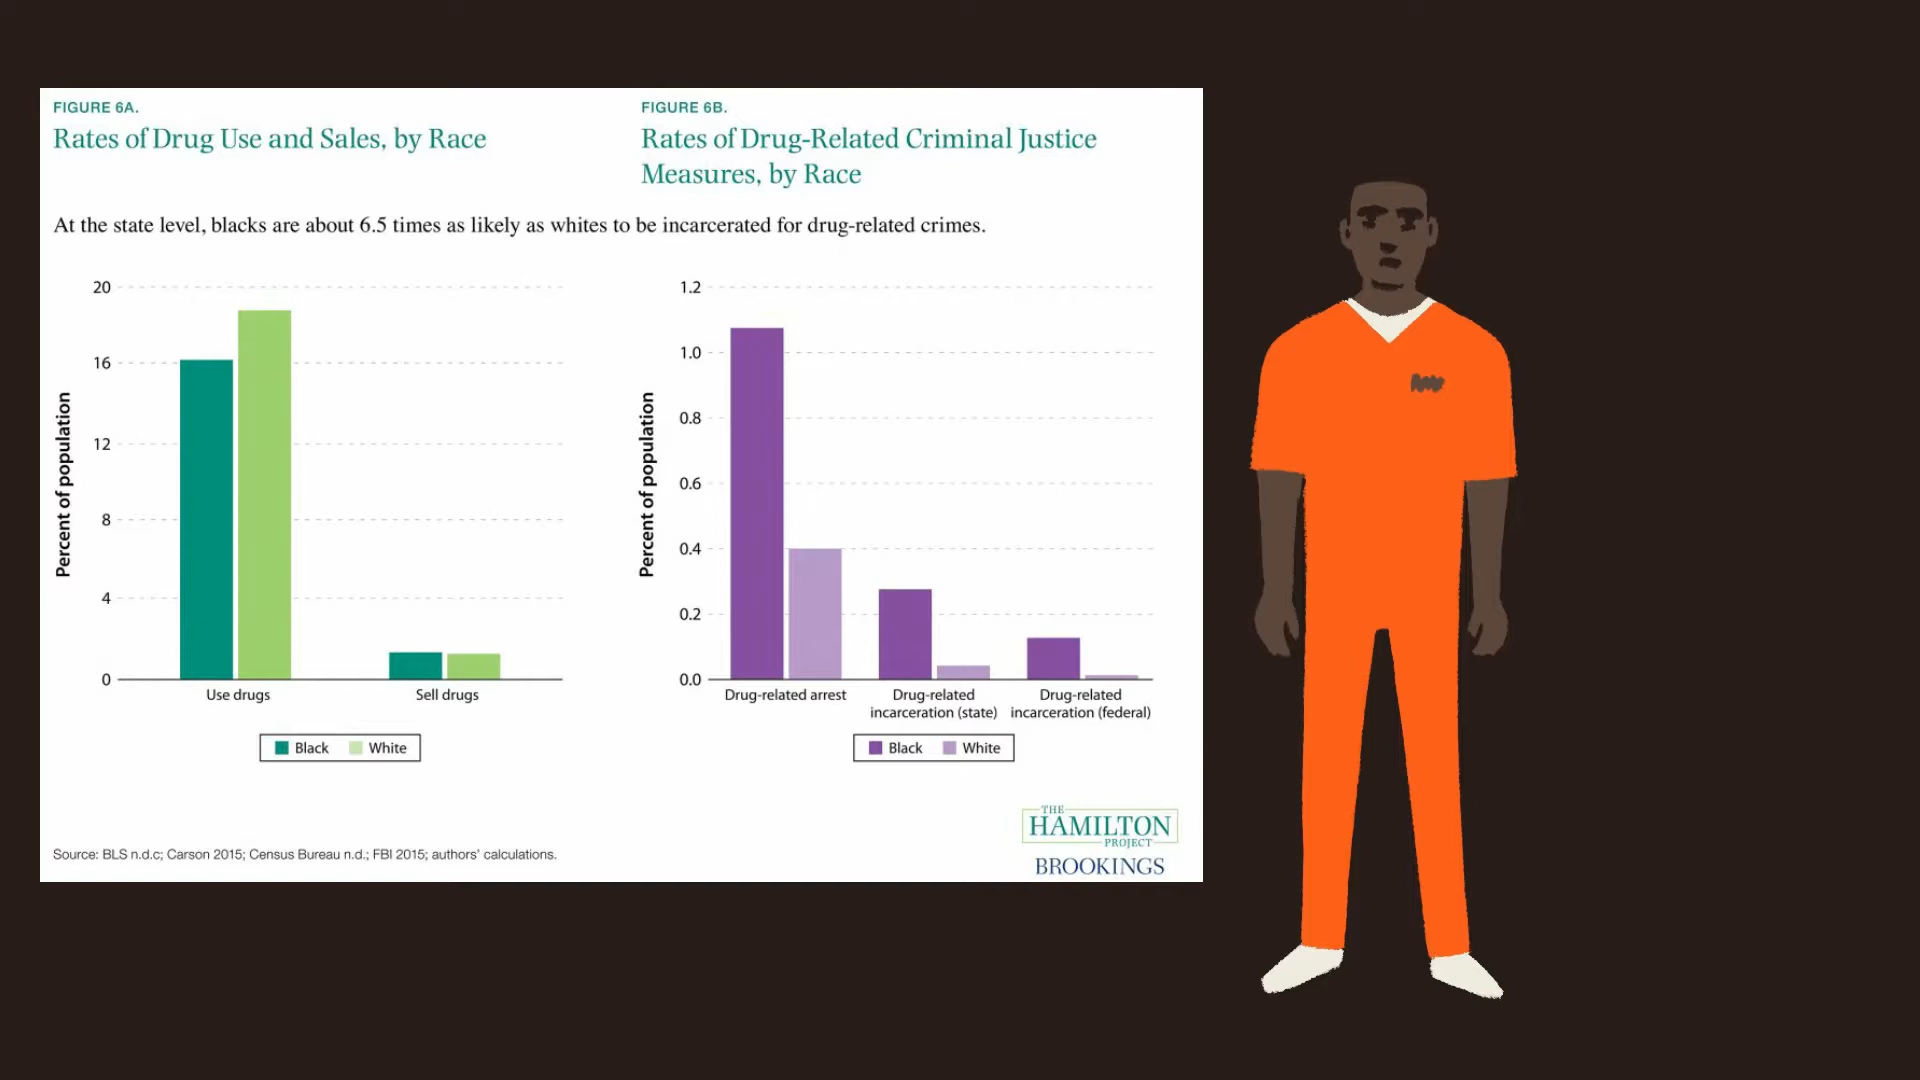 FIGURE 6A.
Rates of Drug Use and Sales, by Race
FIGURE 6B.
Rates of Drug-Related Criminal Justice
Measures, by Race
At the state level, blacks are about 6.5 times as likely as whites to be incarcerated for drug-related crimes.
Percent of population
20
16
12
8
4
0
Use drugs
Sell drugs
Black
White
Percent of population
1.2
1.0
0.8
0.6
0.4
0.2
0.0
Drug-related arrest
Drug-related
incarceration (state)
Drug-related
incarceration (federal)
Black
White
Source: BLS n.d.c; Carson 2015; Census Bureau n.d.; FBI 2015; authors' calculations.
THE
HAMILTON
PROJECT
BROOKINGS